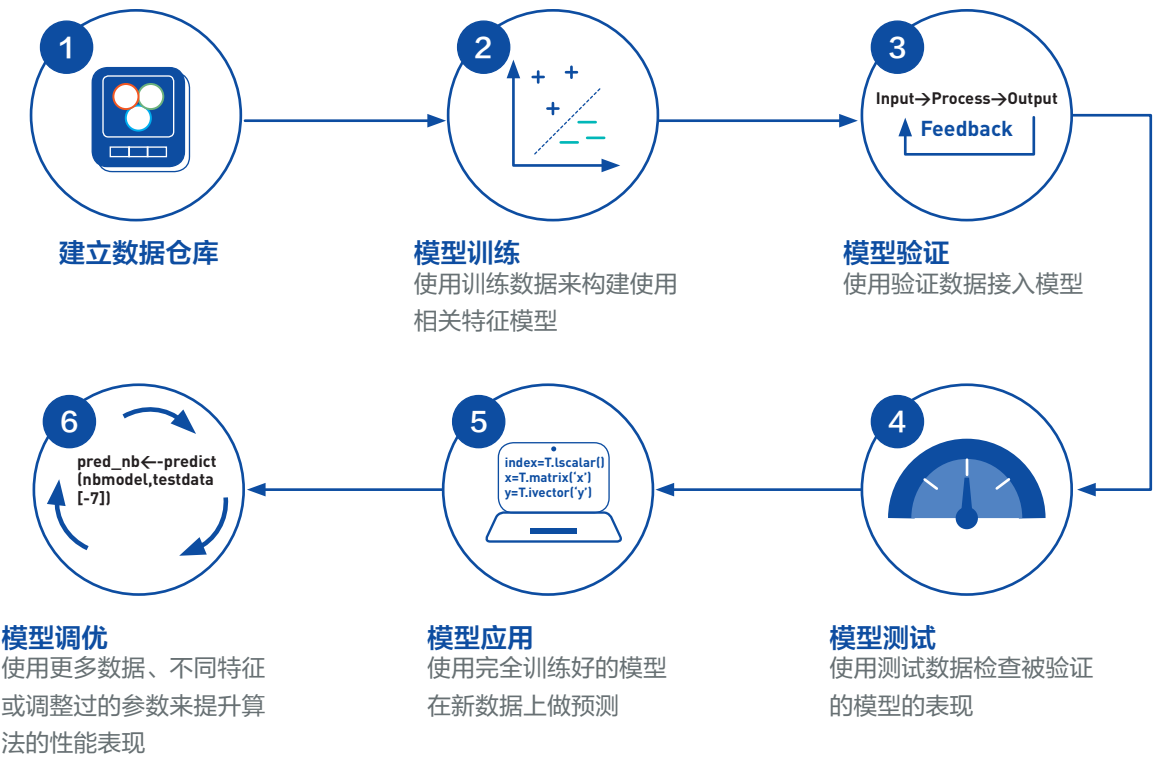 1
建立数据仓库
2
模型训练
使用训练数据来构建使用
相关特征模型
3
Input→Process→Output
Feedback
模型验证
使用验证数据接入模型
4
模型测试
使用测试数据检查被验证
的模型的表现
5
index=T.lscalar()
x=T.matrix(‘x’)
y=T.ivector(‘y’)
模型应用
使用完全训练好的模型
在新数据上做预测
6
pred_nb<--predict
(nbmodel,testdata
[-7])
模型调优
使用更多数据、不同特征
或调整过的参数来提升算
法的性能表现